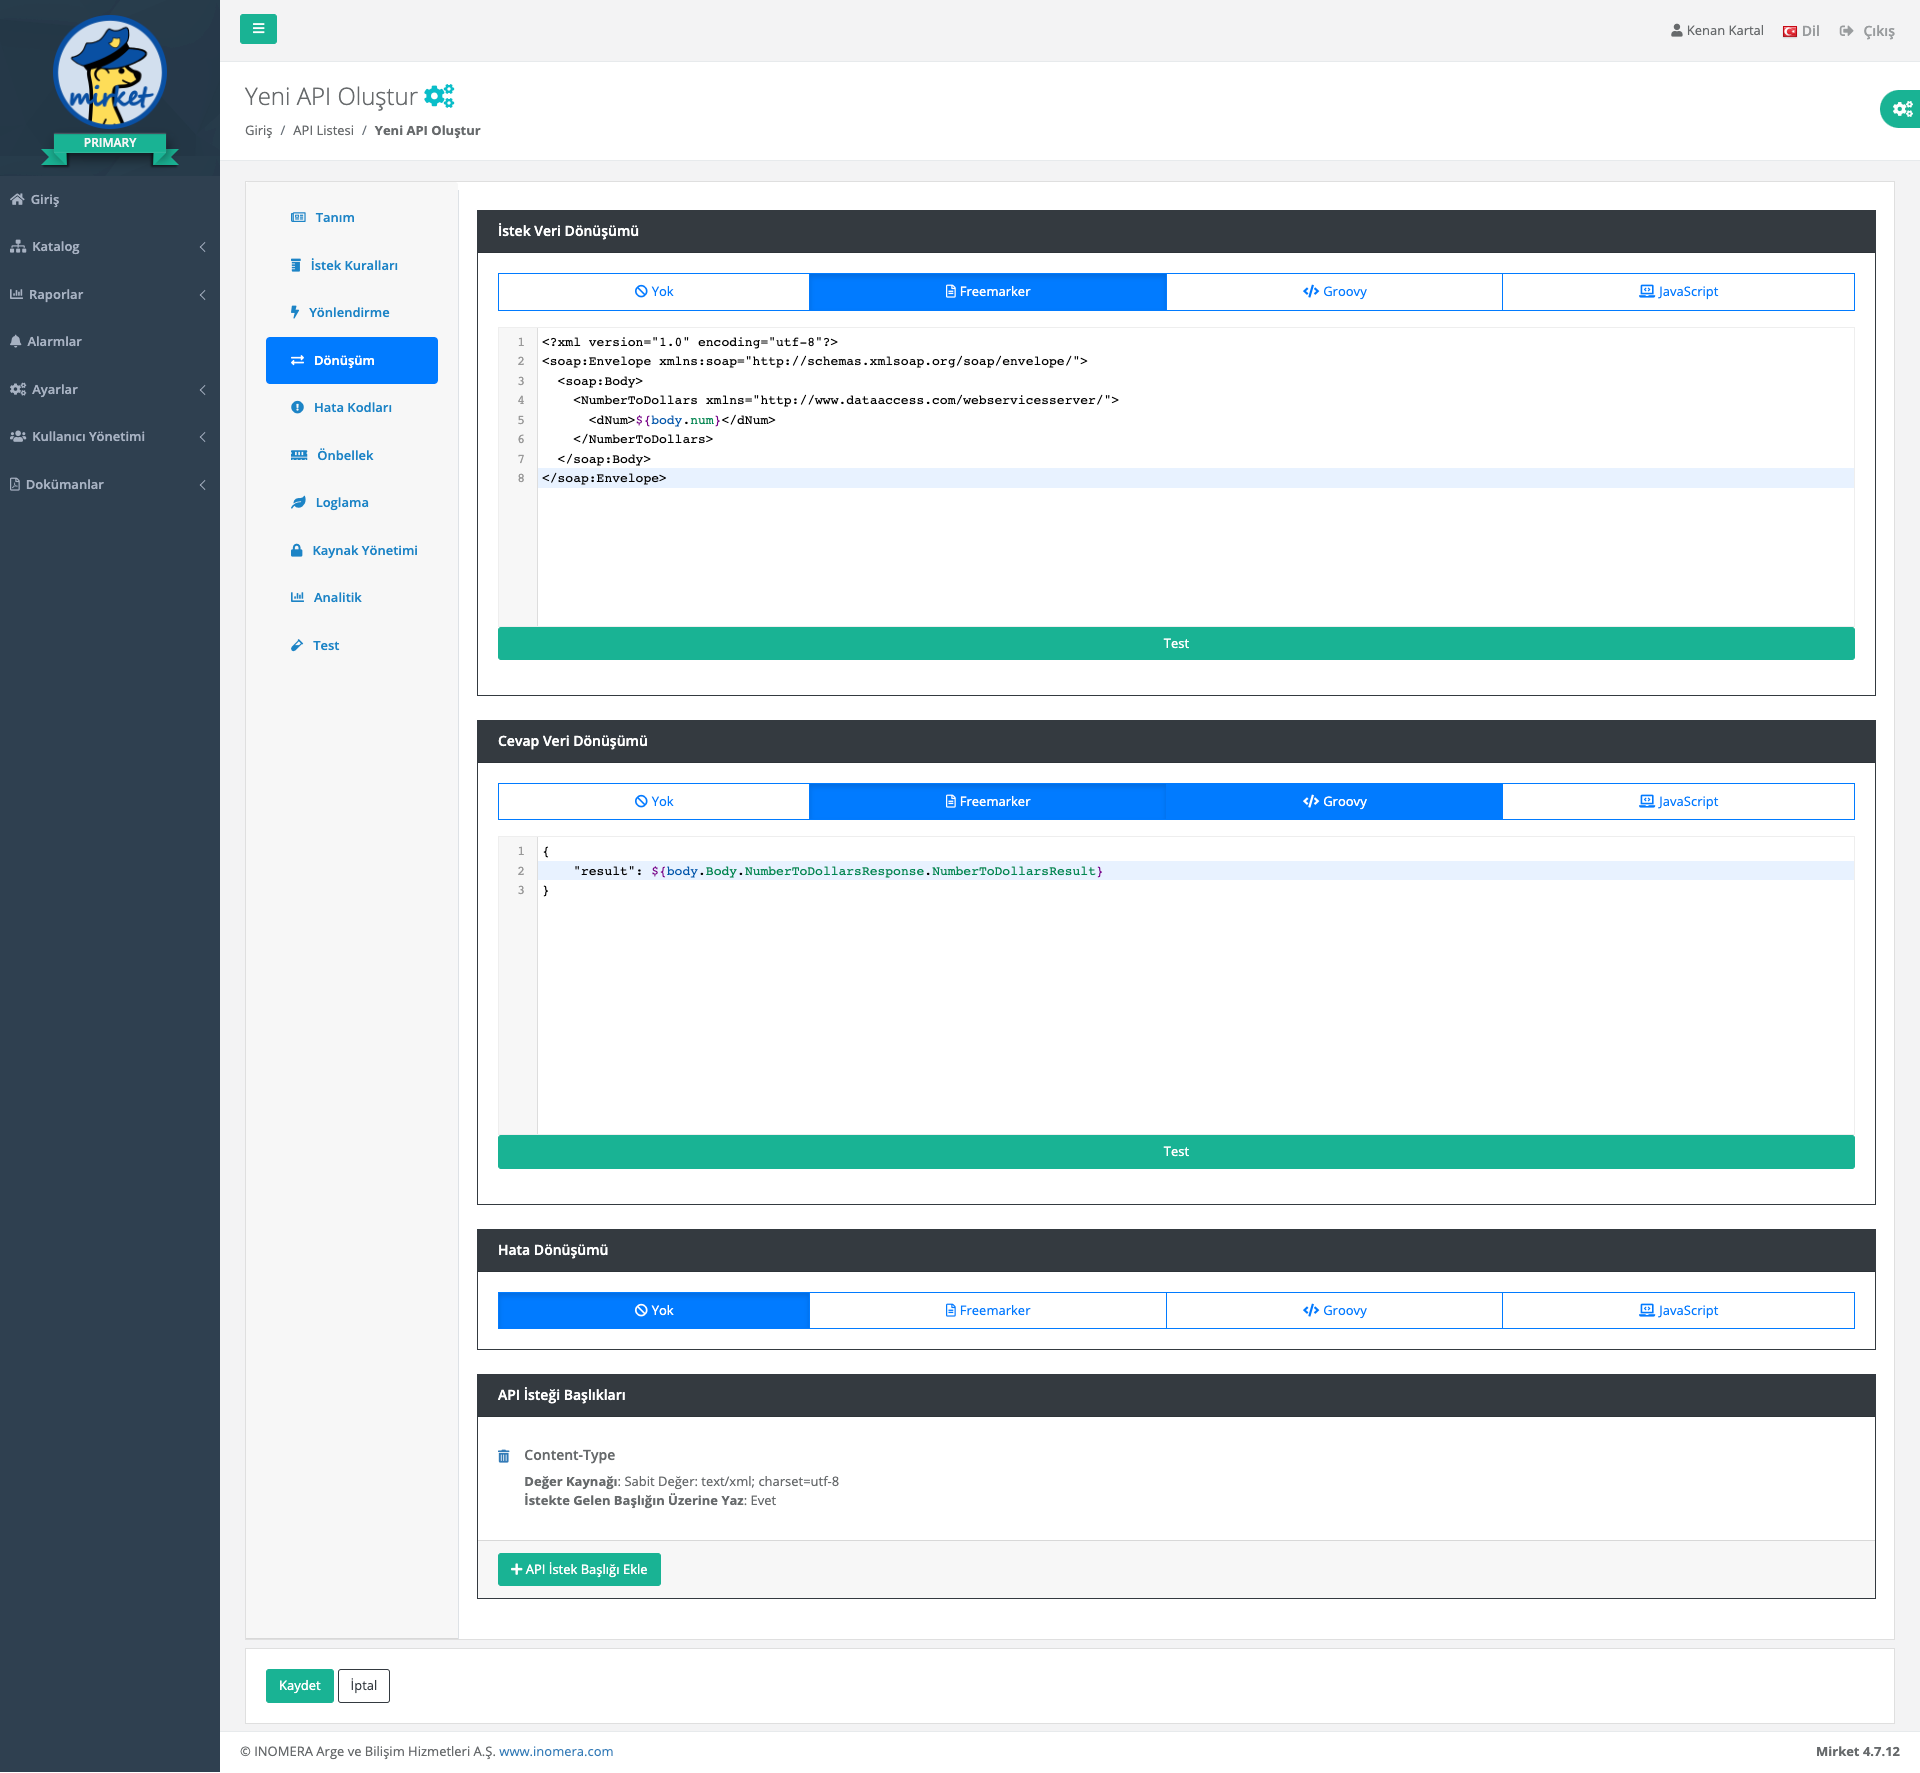 mirket
PRIMARY
Giriş
Katalog
Raporlar
Alarmlar
Ayarlar
Kullanıcı Yönetimi
Dokümanlar
Kenan Kartal
Dil
Çıkış
Yeni API Oluştur
Giriş / API Listesi / Yeni API Oluştur
Tanım
İstek Kuralları
Yönlendirme
Dönüşüm
Hata Kodları
Önbellek
Loglama
Kaynak Yönetimi
Analitik
Test
İstek Veri Dönüşümü
Yok
Freemarker
Groovy
JavaScript
1 <?xml version="1.0" encoding="utf-8"?>
2 <soap:Envelope xmlns:soap="http://schemas.xmlsoap.org/soap/envelope/">
3   <soap:Body>
4     <NumberToDollars xmlns="http://www.dataaccess.com/webservicesserver/">
5       <dNum>${body.num}</dNum>
6     </NumberToDollars>
7   </soap:Body>
8 </soap:Envelope>
Test
Cevap Veri Dönüşümü
Yok
Freemarker
Groovy
JavaScript
1 {
2     "result": ${body.Body.NumberToDollarsResponse.NumberToDollarsResult}
3 }
Test
Hata Dönüşümü
Yok
Freemarker
Groovy
JavaScript
API İsteği Başlıkları
Content-Type
Değer Kaynağı: Sabit Değer: text/xml; charset=utf-8
İstekte Gelen Başlığın Üzerine Yaz: Evet
API İstek Başlığı Ekle
Kaydet
İptal
© INOMERA Arge ve Bilişim Hizmetleri A.Ş. www.inomera.com
Mirket 4.7.12